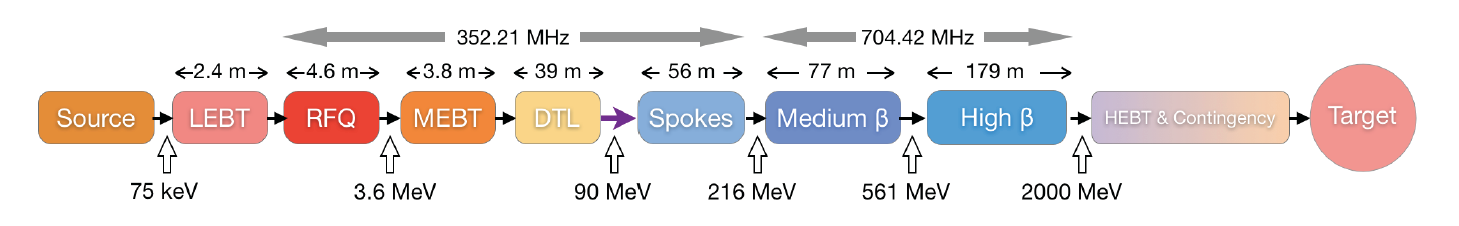 352.21 MHz 704.42 MHz
2.4 m 4.6 m 3.8 m 39 m 56 m 77 m 179 m
Source LEBT RFQ MEBT DTL Spokes Medium β High β HEBT & Contingency Target
75 keV 3.6 MeV 90 MeV 216 MeV 561 MeV 2000 MeV